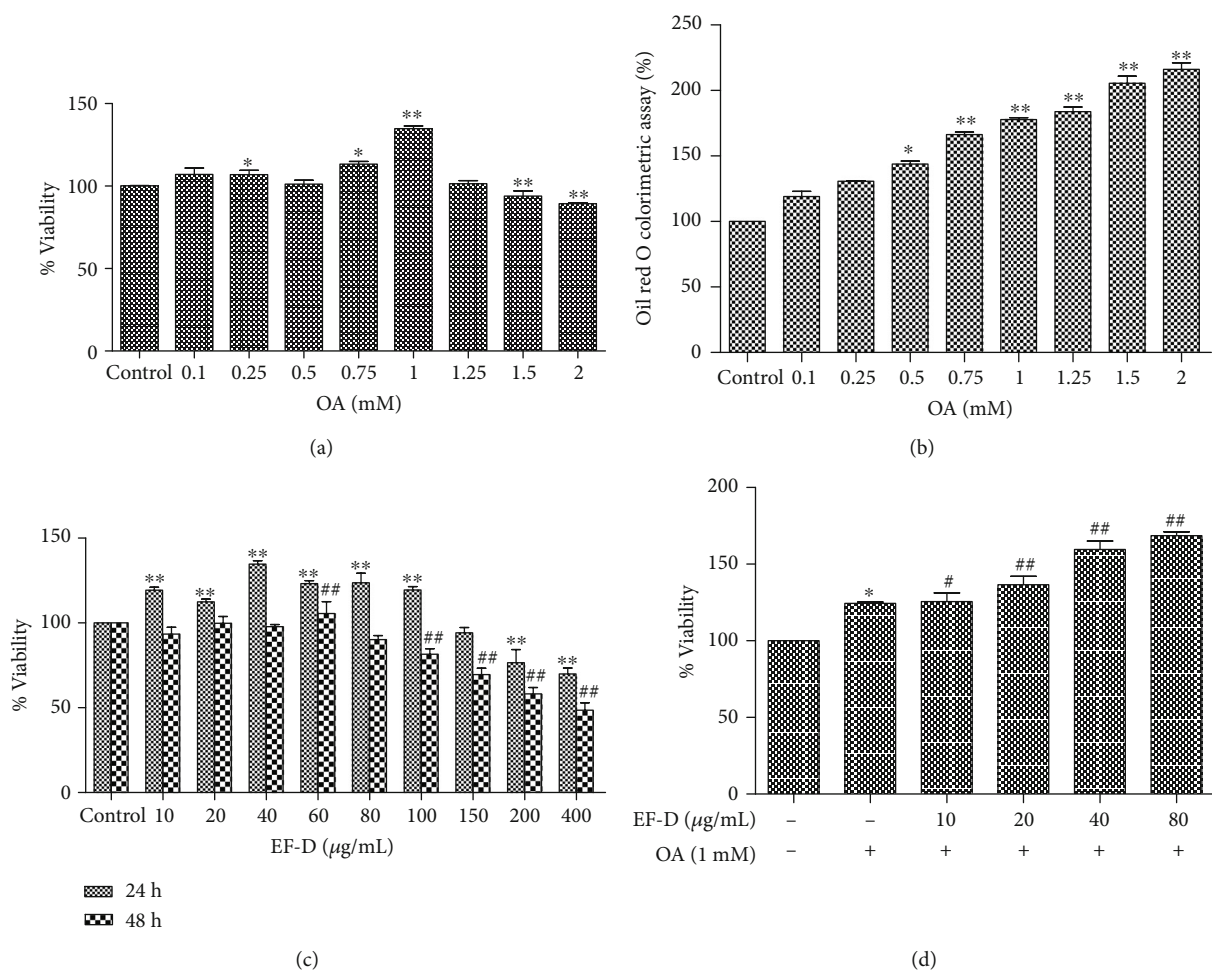 % Viability
150
100
50
0
*
*
**
**
**
Control 0.1 0.25 0.5 0.75 1 1.25 1.5 2
OA (mM)
(a)
Oil red O colorimetric assay (%)
250
200
150
100
50
0
*
**
**
**
**
**
Control 0.1 0.25 0.5 0.75 1 1.25 1.5 2
OA (mM)
(b)
% Viability
150
100
50
0
**
**
**
**
##
**
**
##
##
**
##
**
##
Control 10 20 40 60 80 100 150 200 400
EF-D (μg/mL)
24 h
48 h
(c)
% Viability
200
150
100
50
0
*
#
##
##
##
EF-D (μg/mL) – – 10 20 40 80
OA (1 mM) – + + + + +
(d)